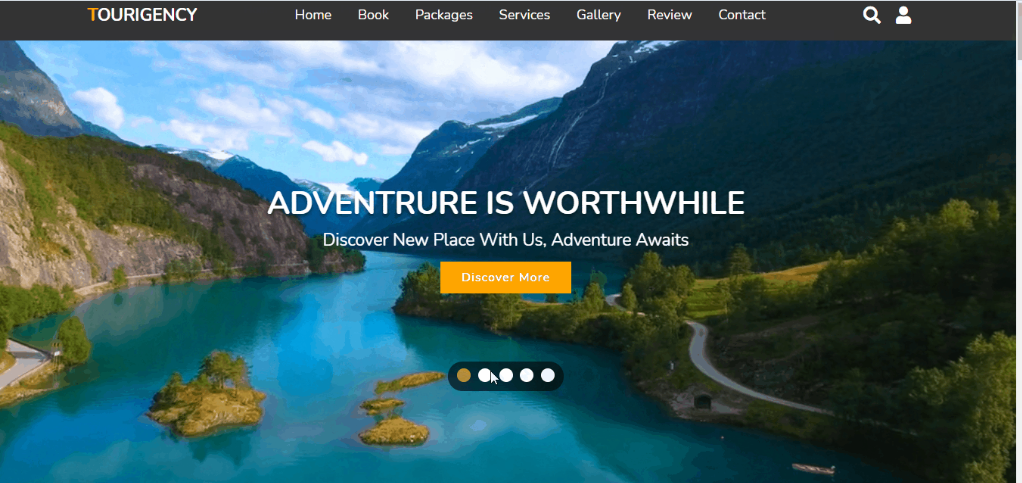 TOURIGENCY Home Book Packages Services Gallery Review Contact
ADVENTRURE IS WORTHWHILE
Discover New Place With Us, Adventure Awaits
Discover More